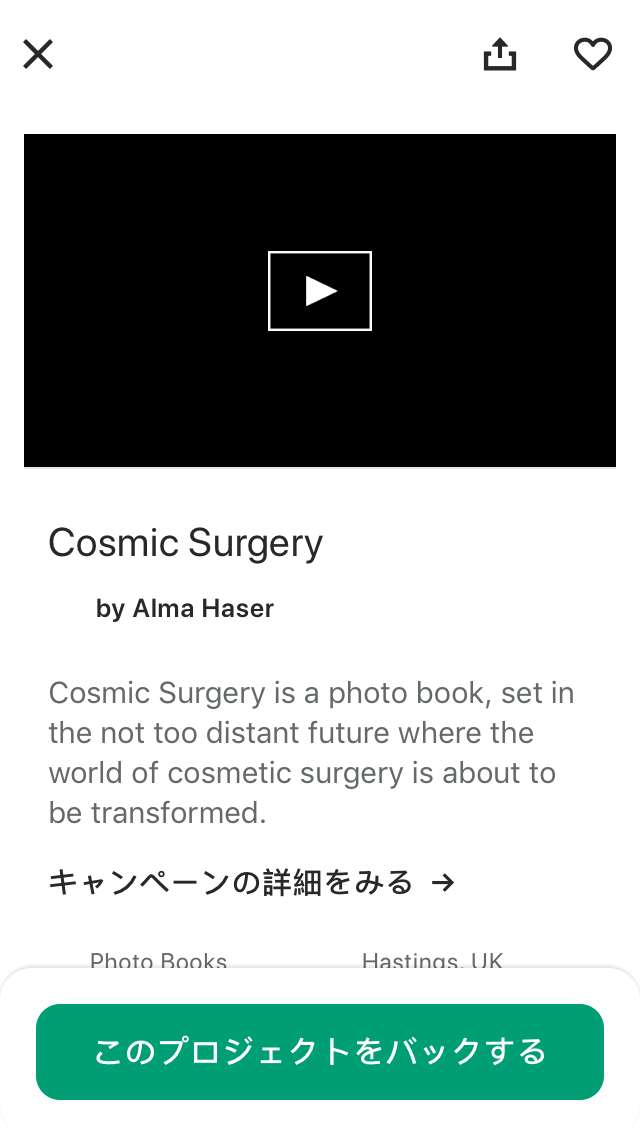 Cosmic Surgery
by Alma Haser
Cosmic Surgery is a photo book, set in
the not too distant future where the
world of cosmetic surgery is about to
be transformed.
キャンペーンの詳細をみる →
Photo Books
Hastings, UK
このプロジェクトをバックする